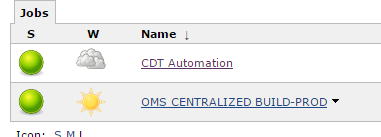 Jobs
S W Name ↓
CDT Automation
OMS CENTRALIZED BUILD-PROD
Icon: S M L